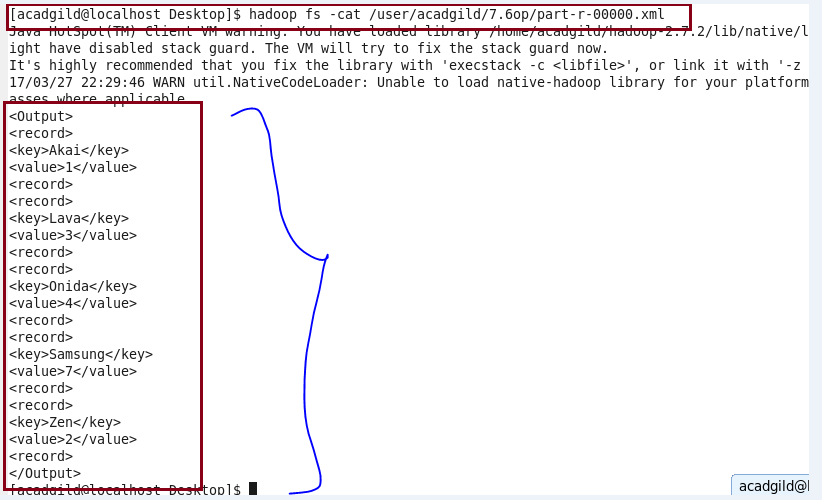 [acadgild@localhost Desktop]$ hadoop fs -cat /user/acadgild/7.6op/part-r-00000.xml
Java HotSpot(TM) Client VM warning: You have loaded library /home/acadgild/hadoop-2.7.2/lib/native/l
ight have disabled stack guard. The VM will try to fix the stack guard now.
It's highly recommended that you fix the library with 'execstack -c <libfile>', or link it with '-z
17/03/27 22:29:46 WARN util.NativeCodeLoader: Unable to load native-hadoop library for your platform
asses where applicable
<Output>
<record>
<key>Akai</key>
<value>1</value>
<record>
<record>
<key>Lava</key>
<value>3</value>
<record>
<record>
<key>Onida</key>
<value>4</value>
<record>
<record>
<key>Samsung</key>
<value>7</value>
<record>
<record>
<key>Zen</key>
<value>2</value>
<record>
</Output>
[acadgild@localhost Desktop]$
acadgild@l